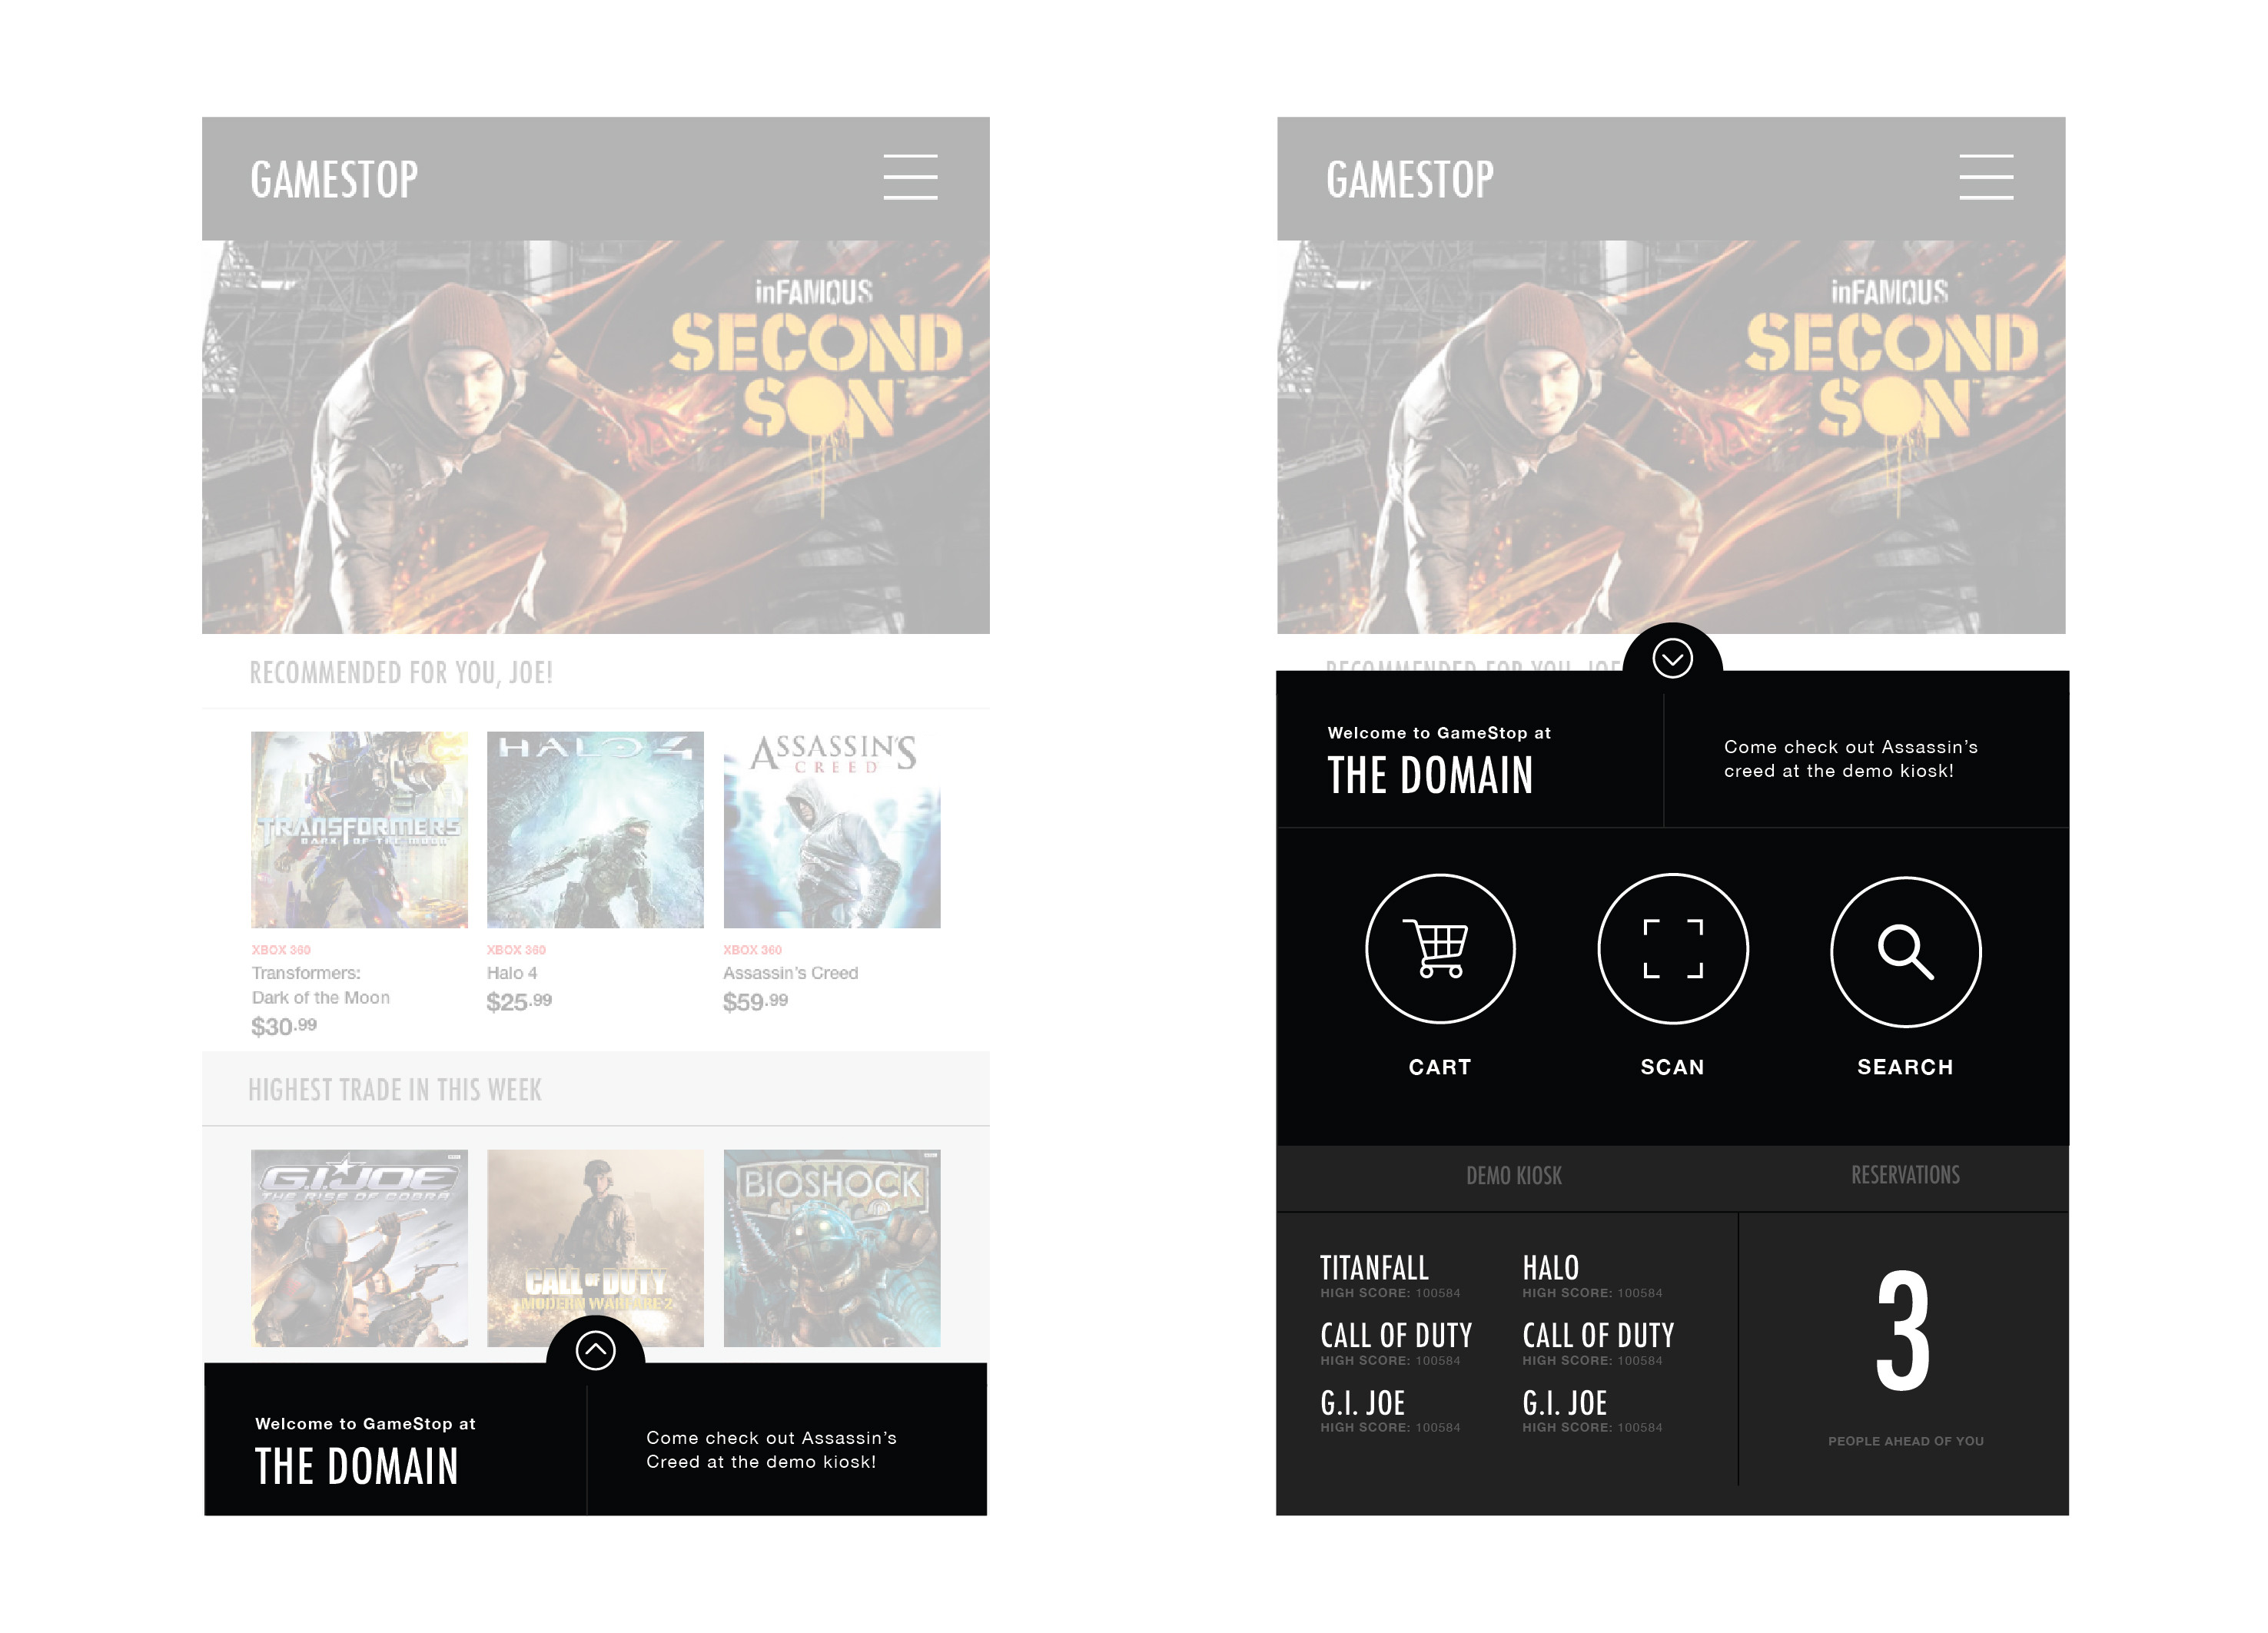 GAMESTOP
inFAMOUS
SECOND
SON™
RECOMMENDED FOR YOU, JOE!
TRANSFORMERS
DARK OF THE MOON
HALO 4
ASSASSIN'S
CREED
XBOX 360
Transformers:
Dark of the Moon
$30.99
XBOX 360
Halo 4
$25.99
XBOX 360
Assassin's Creed
$59.99
HIGHEST TRADE IN THIS WEEK
G.I.JOE
THE RISE OF COBRA
CALL OF DUTY
MODERN WARFARE 2
BIOSHOCK
Welcome to GameStop at
THE DOMAIN
Come check out Assassin's
Creed at the demo kiosk!
GAMESTOP
inFAMOUS
SECOND
SON™
RECOMMENDED FOR YOU, JOE
Welcome to GameStop at
THE DOMAIN
Come check out Assassin's
creed at the demo kiosk!
CART
SCAN
SEARCH
DEMO KIOSK
RESERVATIONS
TITANFALL
HIGH SCORE: 100584
HALO
HIGH SCORE: 100584
CALL OF DUTY
HIGH SCORE: 100584
CALL OF DUTY
HIGH SCORE: 100584
G.I. JOE
HIGH SCORE: 100584
G.I. JOE
HIGH SCORE: 100584
3
PEOPLE AHEAD OF YOU